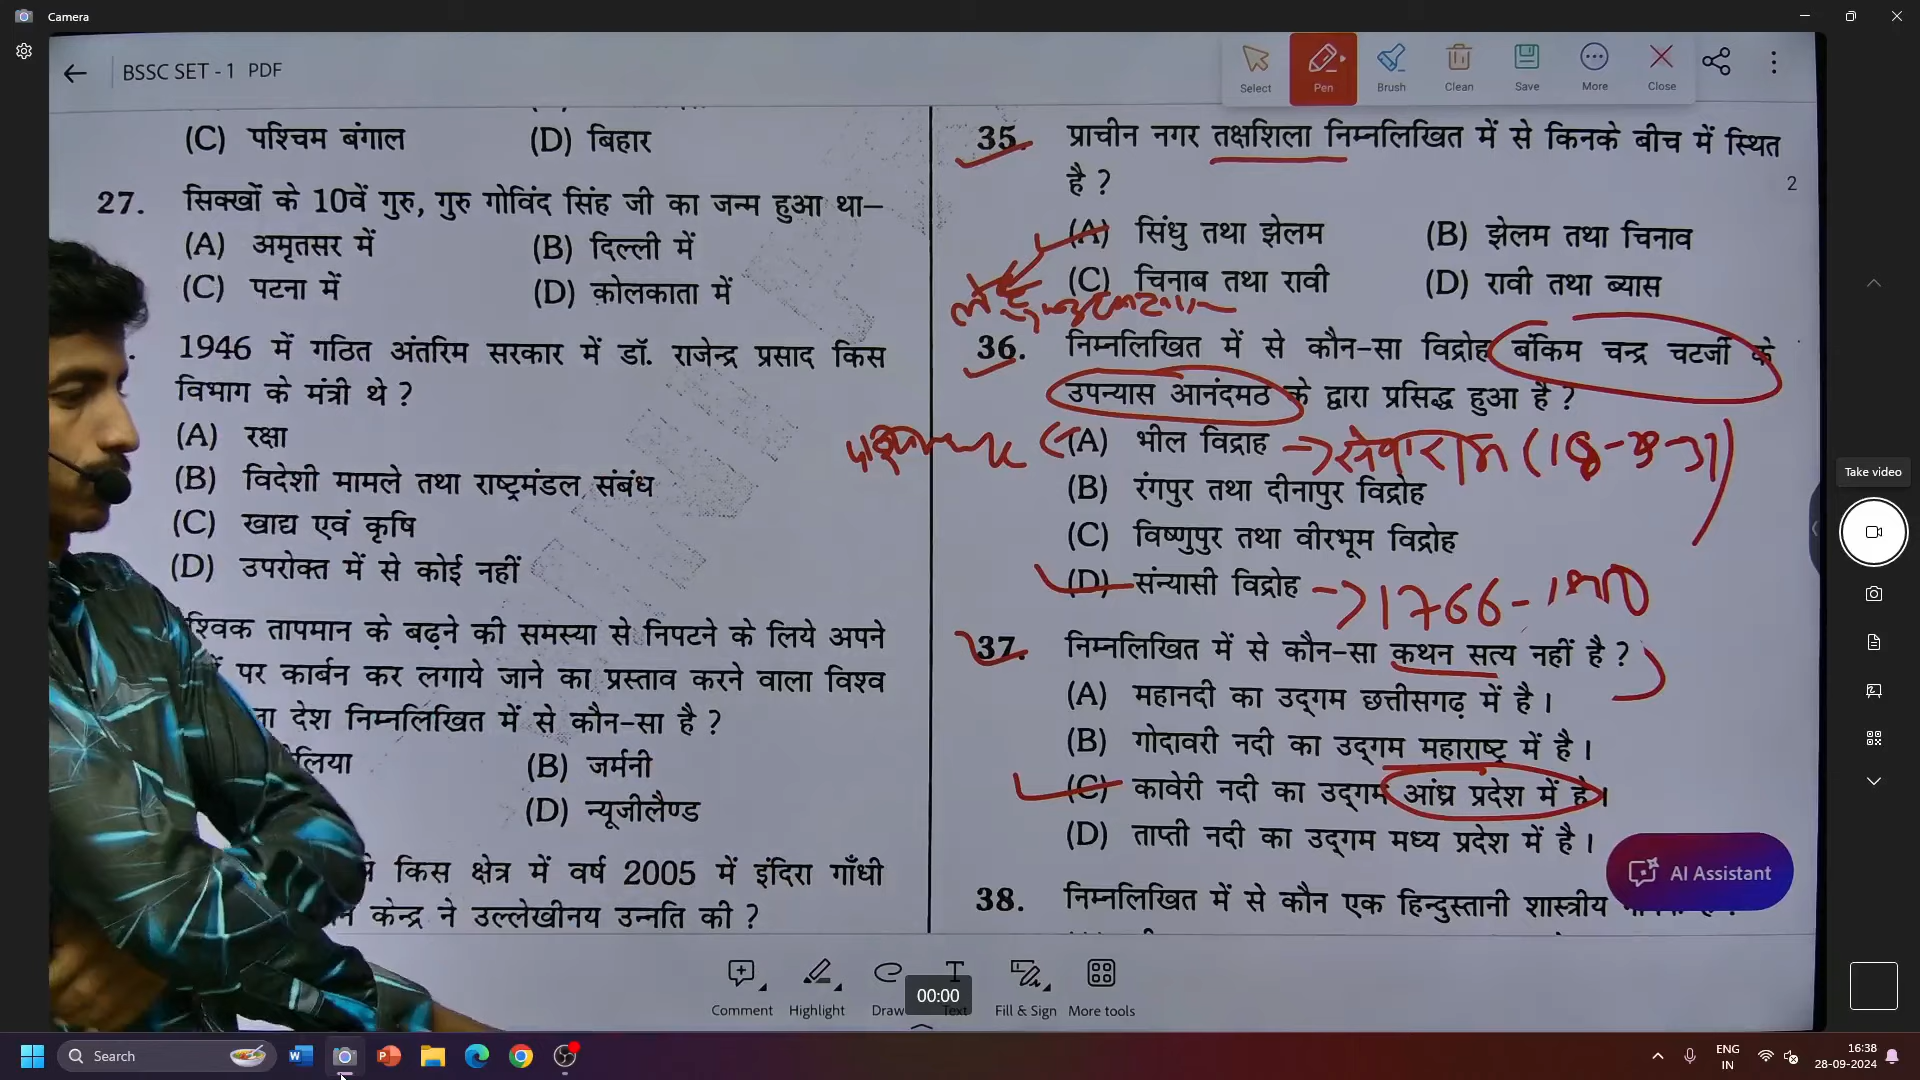 Camera
BSSC SET - 1 PDF
Select
Pen
Brush
Clean
Save
More
Close
(C) पश्चिम बंगाल (D) बिहार
27. सिक्खों के 10वें गुरु, गुरु गोविंद सिंह जी का जन्म हुआ था–
(A) अमृतसर में (B) दिल्ली में
(C) पटना में (D) कोलकाता में
1946 में गठित अंतरिम सरकार में डॉ. राजेन्द्र प्रसाद किस
विभाग के मंत्री थे ?
(A) रक्षा
(B) विदेशी मामले तथा राष्ट्रमंडल संबंध
(C) खाद्य एवं कृषि
(D) उपरोक्त में से कोई नहीं
श्विक तापमान के बढ़ने की समस्या से निपटने के लिये अपने
पर कार्बन कर लगाये जाने का प्रस्ताव करने वाला विश्व
देश निम्नलिखित में से कौन-सा है ?
लिया (B) जर्मनी
(D) न्यूजीलैण्ड
किस क्षेत्र में वर्ष 2005 में इंदिरा गाँधी
केन्द्र ने उल्लेखीनय उन्नति की ?
35. प्राचीन नगर तक्षशिला निम्नलिखित में से किनके बीच में स्थित
है ?
2
(A) सिंधु तथा झेलम (B) झेलम तथा चिनाव
(C) चिनाब तथा रावी (D) रावी तथा ब्यास
36. निम्नलिखित में से कौन-सा विद्रोह बंकिम चन्द्र चटर्जी के
उपन्यास आनंदमठ के द्वारा प्रसिद्ध हुआ है ?
(A) भील विद्राह
(B) रंगपुर तथा दीनापुर विद्रोह
(C) विष्णुपुर तथा वीरभूम विद्रोह
(D) संन्यासी विद्रोह 1766 -
37. निम्नलिखित में से कौन-सा कथन सत्य नहीं है ?
(A) महानदी का उद्गम छत्तीसगढ़ में है।
(B) गोदावरी नदी का उद्गम महाराष्ट्र में है।
(C) कावेरी नदी का उद्गम आंध्र प्रदेश में है।
(D) ताप्ती नदी का उद्गम मध्य प्रदेश में है।
38. निम्नलिखित में से कौन एक हिन्दुस्तानी शास्त्रीय
AI Assistant
Take video
Comment
Highlight
Draw
Text
Fill & Sign
More tools
00:00
Search
ENG
IN
16:38
28-09-2024